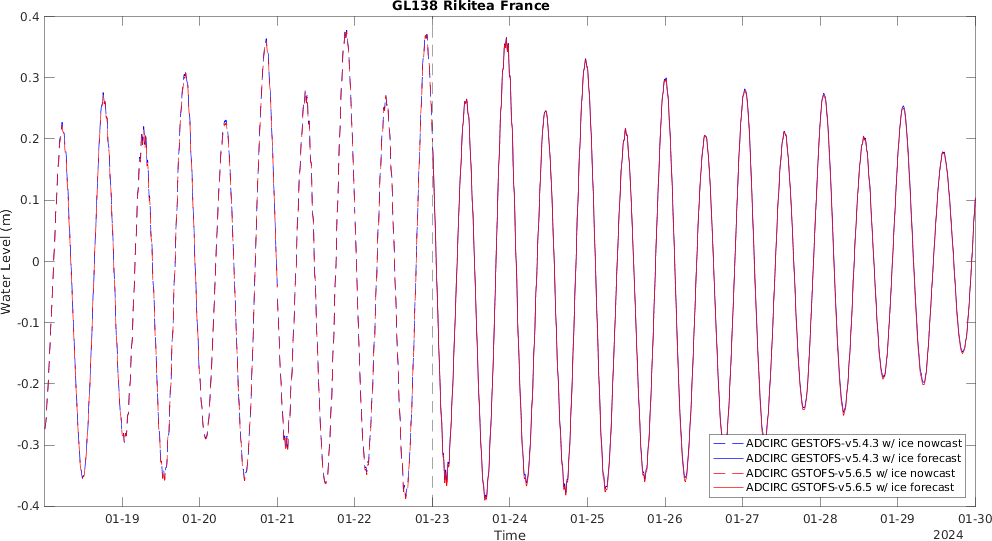 GL138 Rikitea France
Water Level (m)
0.4
0.3
0.2
0.1
0
-0.1
-0.2
-0.3
-0.4
ADCIRC GESTOFS-v5.4.3 w/ ice nowcast
ADCIRC GESTOFS-v5.4.3 w/ ice forecast
ADCIRC GSTOFS-v5.6.5 w/ ice nowcast
ADCIRC GSTOFS-v5.6.5 w/ ice forecast
01-19 01-20 01-21 01-22 01-23 01-24 01-25 01-26 01-27 01-28 01-29 01-30
Time
2024